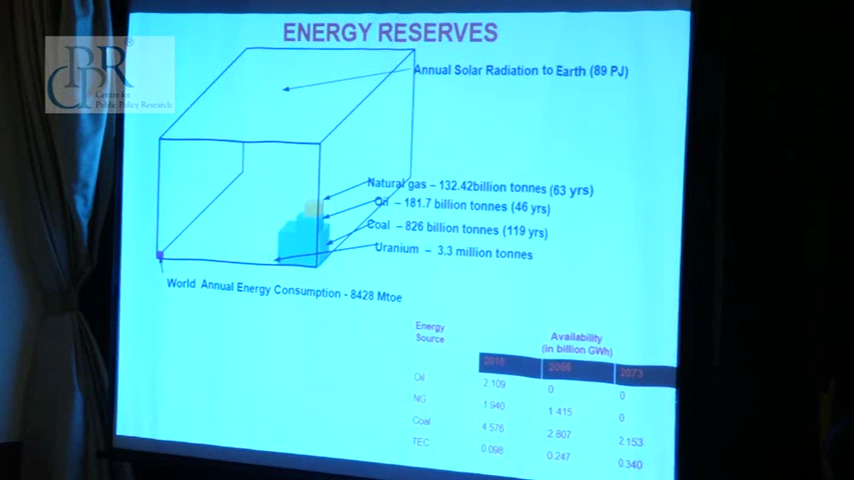 ENERGY RESERVES
CPPR
®
Centre for
Public Policy Research
Annual Solar Radiation to Earth (89 PJ)
Natural gas – 132.42billion tonnes (63 yrs)
Oil – 181.7 billion tonnes (46 yrs)
Coal – 826 billion tonnes (119 yrs)
Uranium – 3.3 million tonnes
World Annual Energy Consumption - 8428 Mtoe
Energy Source
Availability
(in billion GWh)
2010 2056 2073
Oil 2.109 0 0
NG 1.940 1.415 0
Coal 4.576 2.807 2.153
TEC 0.098 0.247 0.340